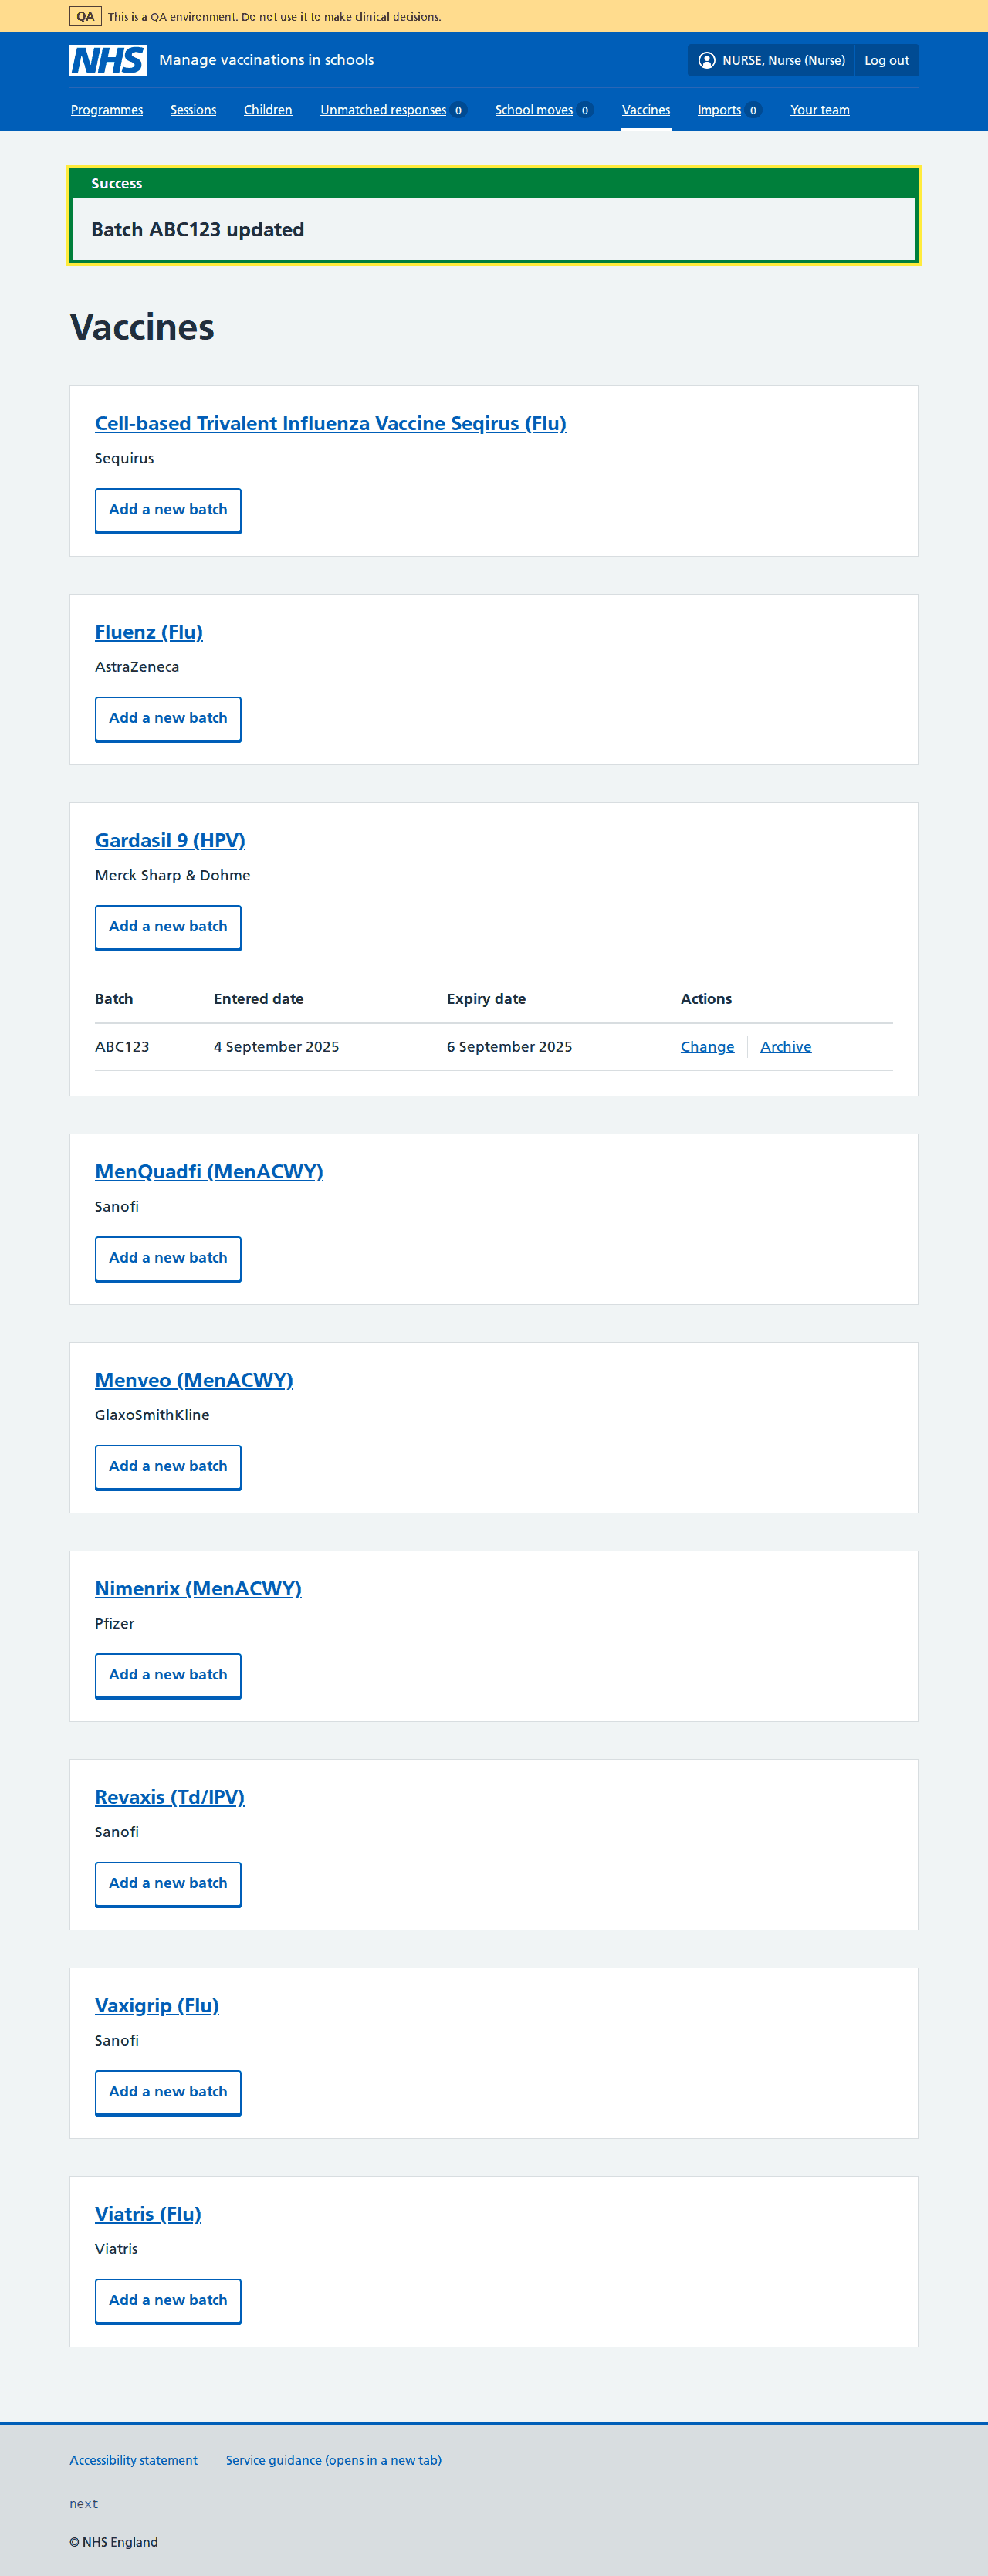 QA This is a QA environment. Do not use it to make clinical decisions.
NHS Manage vaccinations in schools NURSE, Nurse (Nurse) Log out
Programmes Sessions Children Unmatched responses 0 School moves 0 Vaccines Imports 0 Your team
Success
Batch ABC123 updated
Vaccines
Cell-based Trivalent Influenza Vaccine Seqirus (Flu)
Sequirus
Add a new batch
Fluenz (Flu)
AstraZeneca
Add a new batch
Gardasil 9 (HPV)
Merck Sharp & Dohme
Add a new batch
Batch Entered date Expiry date Actions
ABC123 4 September 2025 6 September 2025 Change Archive
MenQuadfi (MenACWY)
Sanofi
Add a new batch
Menveo (MenACWY)
GlaxoSmithKline
Add a new batch
Nimenrix (MenACWY)
Pfizer
Add a new batch
Revaxis (Td/IPV)
Sanofi
Add a new batch
Vaxigrip (Flu)
Sanofi
Add a new batch
Viatris (Flu)
Viatris
Add a new batch
Accessibility statement Service guidance (opens in a new tab)
next
© NHS England